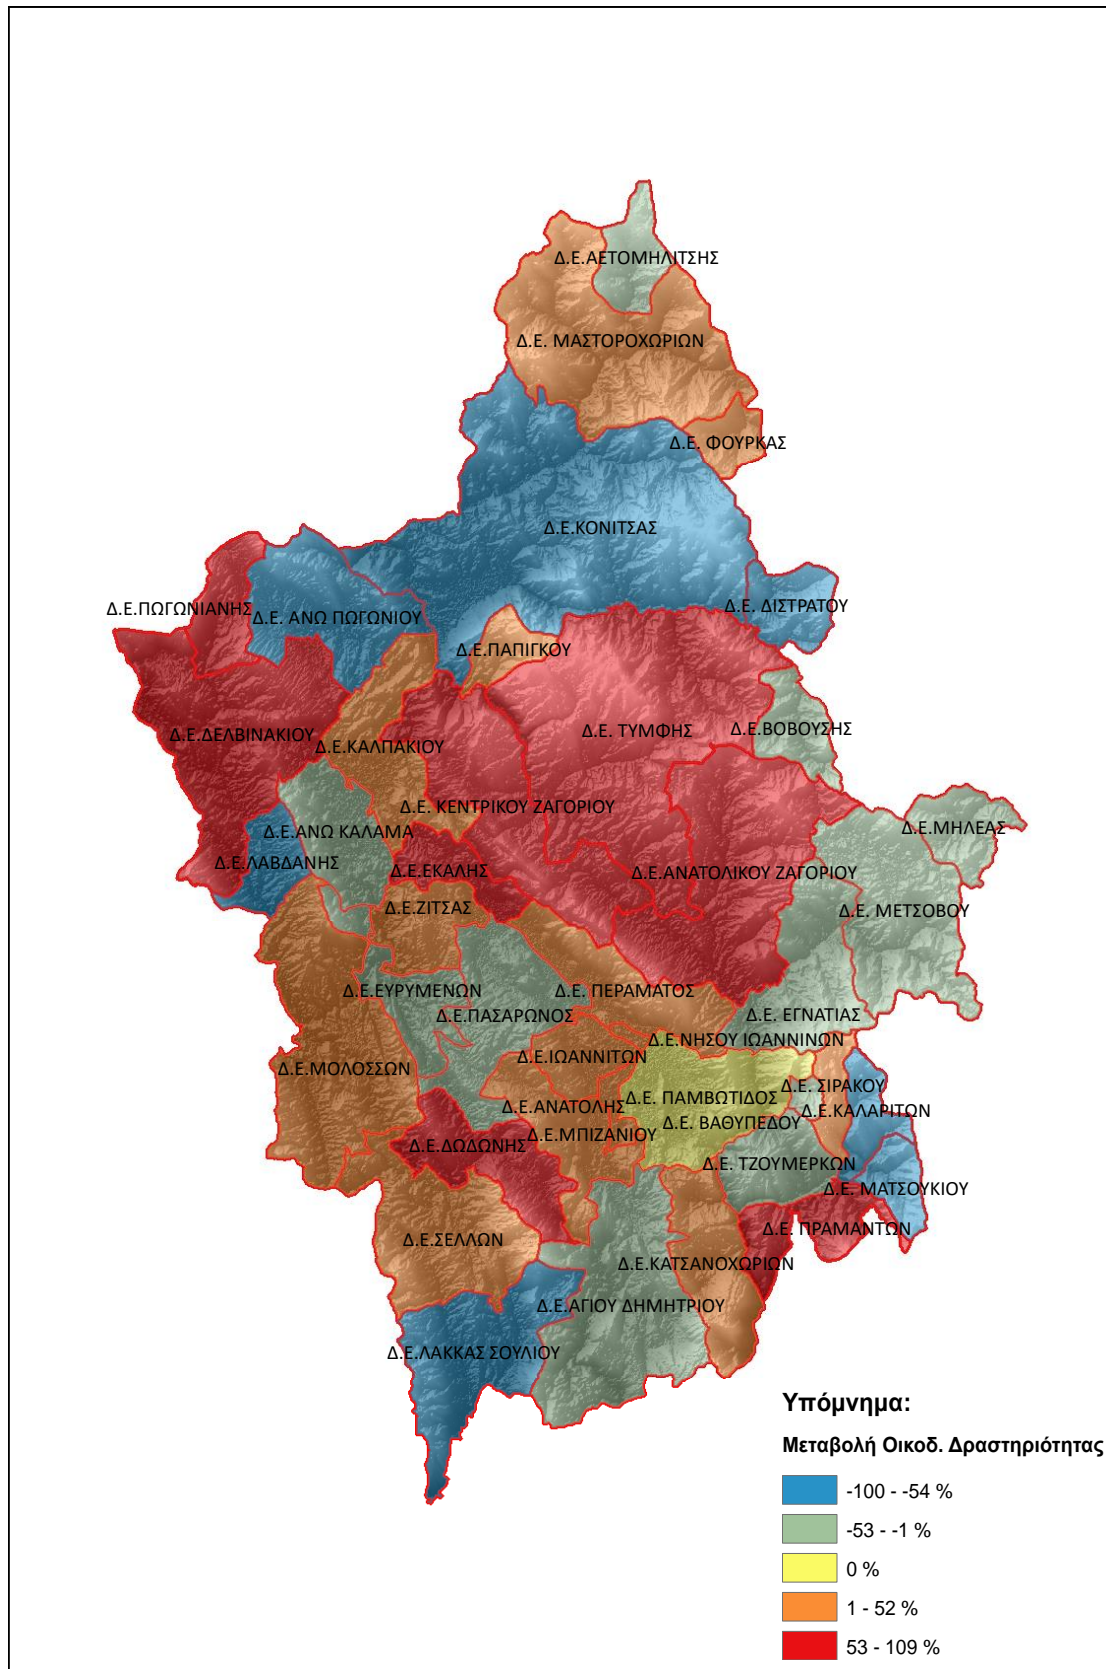 Δ.Ε.ΑΕΤΟΜΗΛΙΤΣΗΣ
Δ.Ε. ΜΑΣΤΟΡΟΧΩΡΙΩΝ
Δ.Ε. ΦΟΥΡΚΑΣ
Δ.Ε.ΚΟΝΙΤΣΑΣ
Δ.Ε.ΠΩΓΩΝΙΑΝΗΣ
Δ.Ε. ΑΝΩ ΠΩΓΩΝΙΟΥ
Δ.Ε. ΔΙΣΤΡΑΤΟΥ
Δ.Ε.ΠΑΠΙΓΚΟΥ
Δ.Ε.ΔΕΛΒΙΝΑΚΙΟΥ
Δ.Ε.ΚΑΛΠΑΚΙΟΥ
Δ.Ε. ΤΥΜΦΗΣ
Δ.Ε.ΒΟΒΟΥΣΗΣ
Δ.Ε. ΚΕΝΤΡΙΚΟΥ ΖΑΓΟΡΙΟΥ
Δ.Ε.ΑΝΩ ΚΑΛΑΜΑ
Δ.Ε.ΜΗΛΕΑΣ
Δ.Ε.ΛΑΒΔΑΝΗΣ
Δ.Ε.ΕΚΑΛΗΣ
Δ.Ε.ΑΝΑΤΟΛΙΚΟΥ ΖΑΓΟΡΙΟΥ
Δ.Ε.ΖΙΤΣΑΣ
Δ.Ε. ΜΕΤΣΟΒΟΥ
Δ.Ε.ΕΥΡΥΜΕΝΩΝ
Δ.Ε. ΠΕΡΑΜΑΤΟΣ
Δ.Ε.ΠΑΣΑΡΩΝΟΣ
Δ.Ε. ΕΓΝΑΤΙΑΣ
Δ.Ε.ΝΗΣΟΥ ΙΩΑΝΝΙΝΩΝ
Δ.Ε.ΙΩΑΝΝΙΤΩΝ
Δ.Ε.ΜΟΛΟΣΣΩΝ
Δ.Ε. ΣΙΡΑΚΟΥ
Δ.Ε. ΠΑΜΒΩΤΙΔΟΣ
Δ.Ε.ΑΝΑΤΟΛΗΣ
Δ.Ε.ΚΑΛΑΡΙΤΩΝ
Δ.Ε. ΒΑΘΥΠΕΔΟΥ
Δ.Ε.ΜΠΙΖΑΝΙΟΥ
Δ.Ε.ΔΩΔΩΝΗΣ
Δ.Ε. ΤΖΟΥΜΕΡΚΩΝ
Δ.Ε. ΜΑΤΣΟΥΚΙΟΥ
Δ.Ε. ΠΡΑΜΑΝΤΩΝ
Δ.Ε.ΣΕΛΛΩΝ
Δ.Ε.ΚΑΤΣΑΝΟΧΩΡΙΩΝ
Δ.Ε.ΑΓΙΟΥ ΔΗΜΗΤΡΙΟΥ
Δ.Ε.ΛΑΚΚΑΣ ΣΟΥΛΙΟΥ
Υπόμνημα:
Μεταβολή Οικοδ. Δραστηριότητας
-100 - -54 %
-53 - -1 %
0 %
1 - 52 %
53 - 109 %